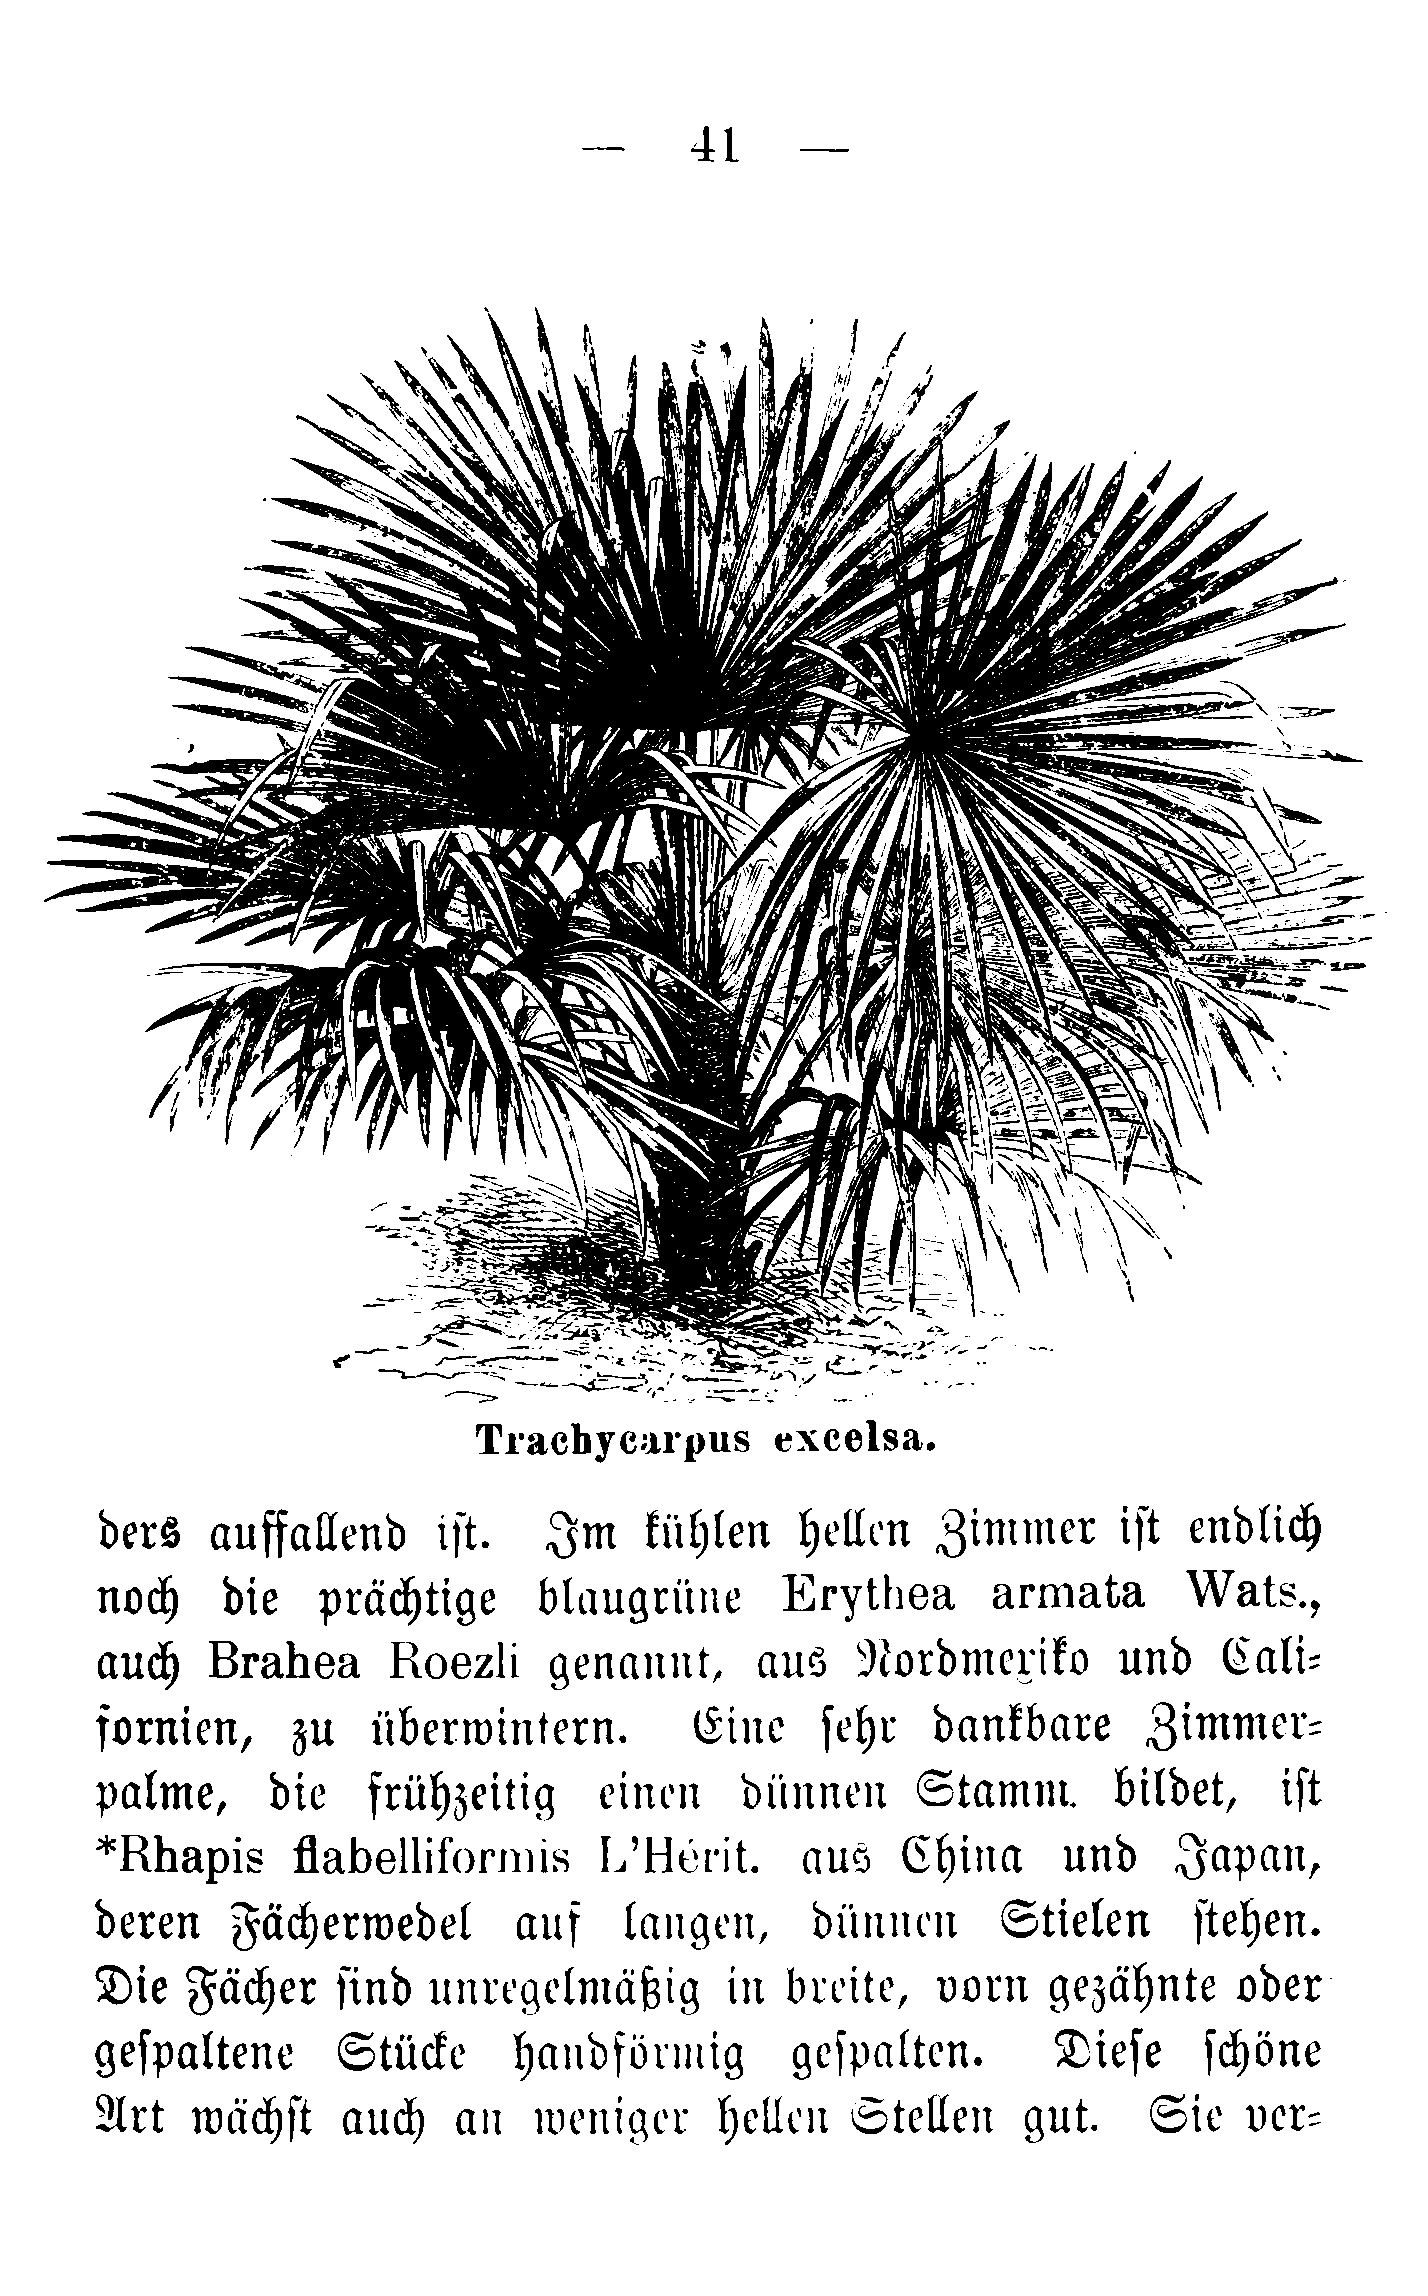 — 41 —
Trachycarpus excelsa.
ders auffallend ist. Im kühlen hellen Zimmer ist endlich
noch die prächtige blaugrüne Erythea armata Wats.,
auch Brahea Roezli genannt, aus Nordmexiko und Cali-
fornien, zu überwintern. Eine sehr dankbare Zimmer-
palme, die frühzeitig einen dünnen Stamm bildet, ist
*Rhapis flabelliformis L'Hérit. aus China und Japan,
deren Fächerwedel auf langen, dünnen Stielen stehen.
Die Fächer sind unregelmäßig in breite, vorn gezähnte oder
gespaltene Stücke handförmig gespalten. Diese schöne
Art wächst auch an weniger hellen Stellen gut. Sie ver-